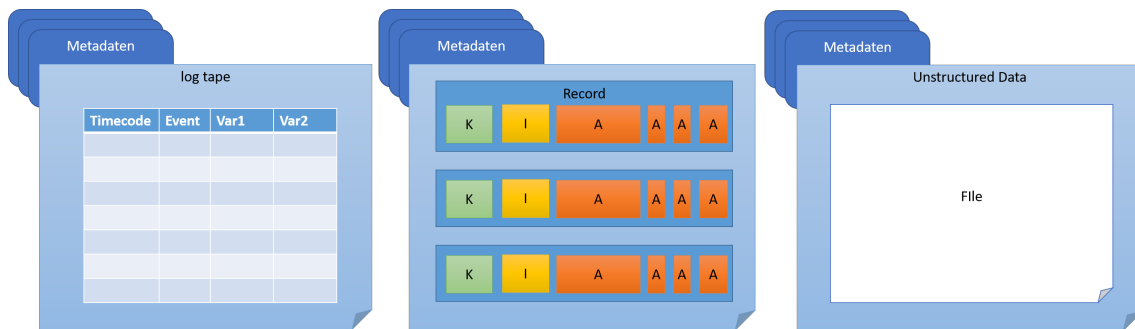 Metadaten
log tape
Timecode Event Var1 Var2
Metadaten
Record
K I A A A A
K I A A A A
K I A A A A
Metadaten
Unstructured Data
FIle